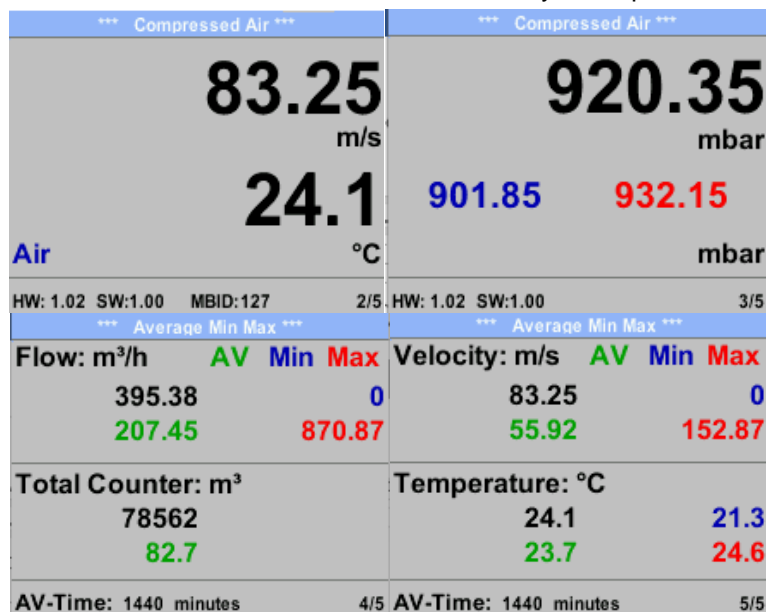 *** Compressed Air ***
83.25
m/s
24.1
Air °C
HW: 1.02 SW:1.00 MBID:127 2/5
*** Compressed Air ***
920.35
mbar
901.85 932.15
mbar
HW: 1.02 SW:1.00 3/5
*** Average Min Max ***
Flow: m³/h AV Min Max
395.38 0
207.45 870.87
Total Counter: m³
78562
82.7
AV-Time: 1440 minutes 4/5
*** Average Min Max ***
Velocity: m/s AV Min Max
83.25 0
55.92 152.87
Temperature: °C
24.1 21.3
23.7 24.6
AV-Time: 1440 minutes 5/5